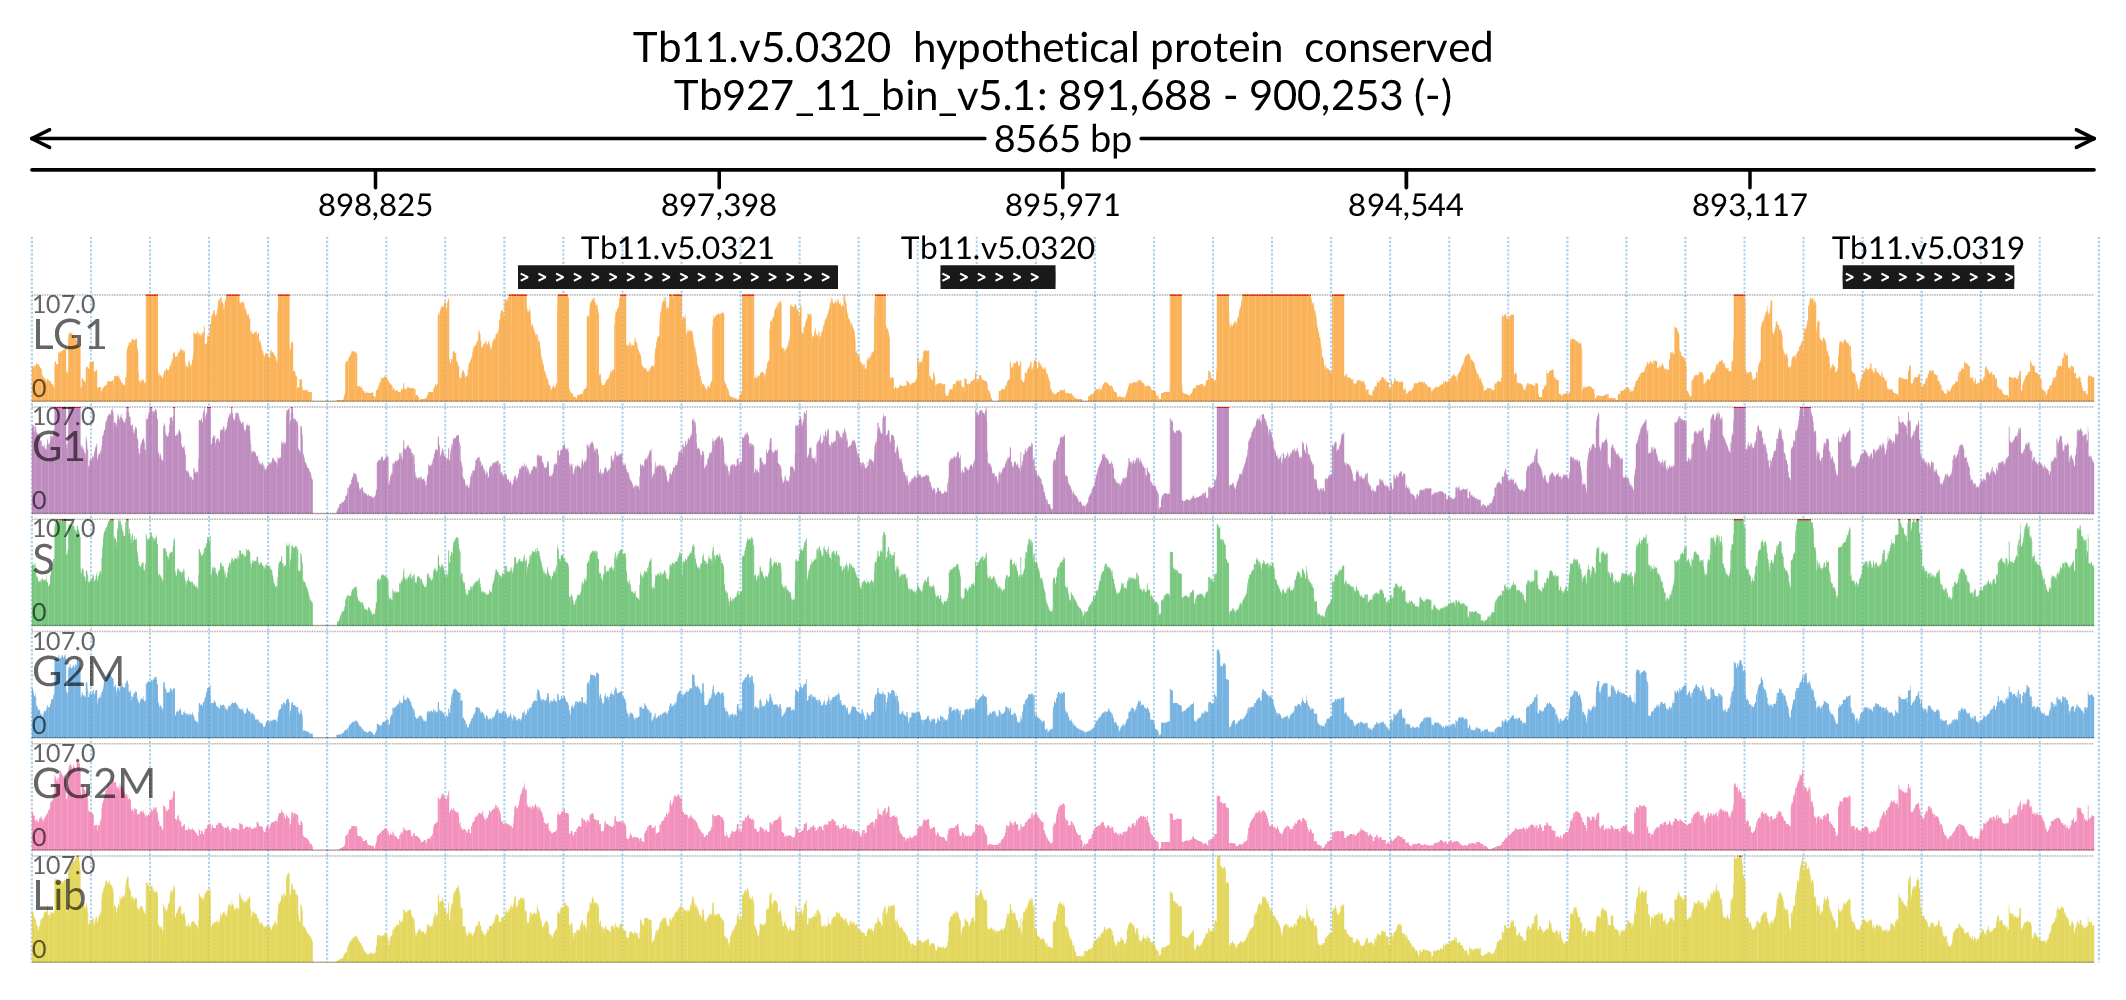 Tb11.v5.0320 hypothetical protein conserved
Tb927_11_bin_v5.1: 891,688 - 900,253 (-)
8565 bp
898,825 897,398 895,971 894,544 893,117
Tb11.v5.0321 Tb11.v5.0320 Tb11.v5.0319
107.0
LG1
0
107.0
G1
0
107.0
S
0
107.0
G2M
0
107.0
GG2M
0
107.0
Lib
0